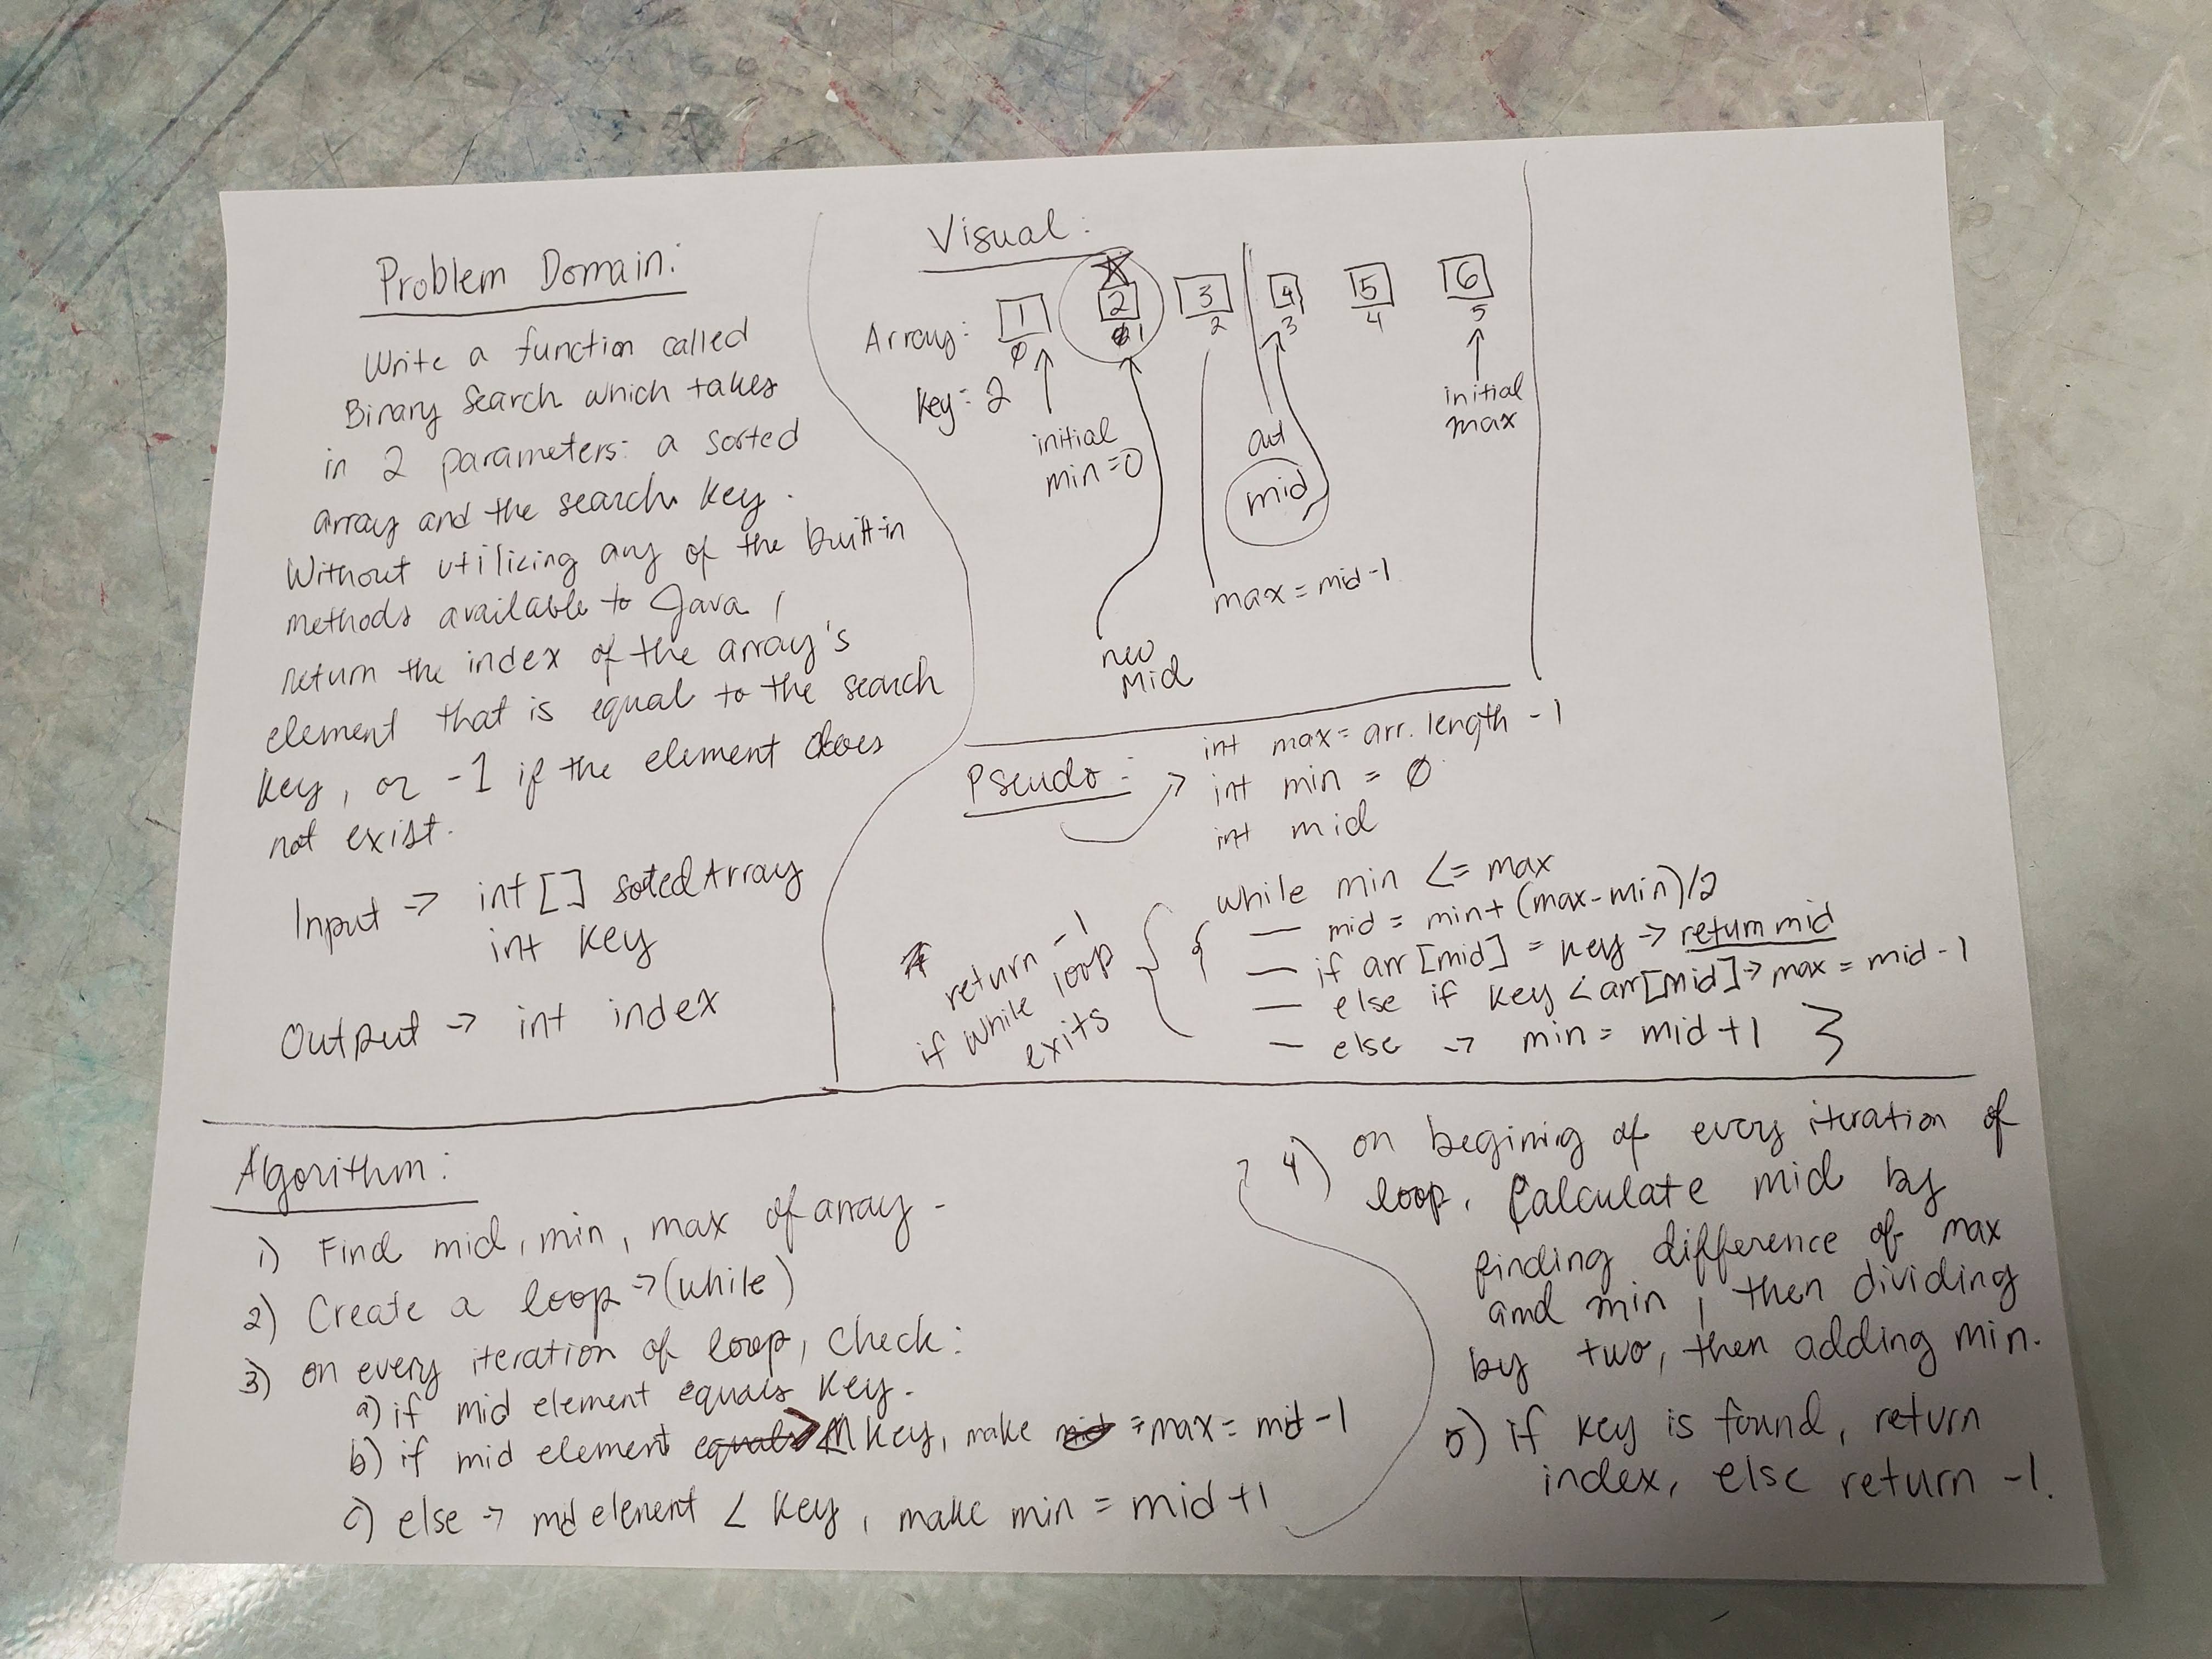 Problem Domain:
Write a function called
Binary Search which takes
in 2 parameters: a sorted
array and the search key.
Without utilizing any of the built-in
methods available to Java,
return the index of the array's
element that is equal to the search
key, or -1 if the element does
not exist.
Input -> int[] sotedArray
int key
Output -> int index
Visual:
Array: 1 2 3 4 5 6
0 1 2 3 4 5
key = 2
initial
min = 0
initial
max
mid
max = mid -1
new
mid
Pseudo:
int max = arr.length -1
int min = 0
int mid
while min <= max
{ — mid = min + (max-min)/2
— if arr[mid] = key -> return mid
— else if key < arr[mid] -> max = mid -1
— else -> min = mid +1 }
* return -1
if while loop
exits
Algorithm:
1) Find mid, min, max of array.
2) Create a loop -> (while)
3) on every iteration of loop, check:
a) if mid element equals key.
b) if mid element > key, make = max = mid -1
c) else -> mid element < key, make min = mid +1
4) on begining of every iteration of
loop, Calculate mid by
finding difference of max
and min, then dividing
by two, then adding min.
5) if key is found, return
index, else return -1.